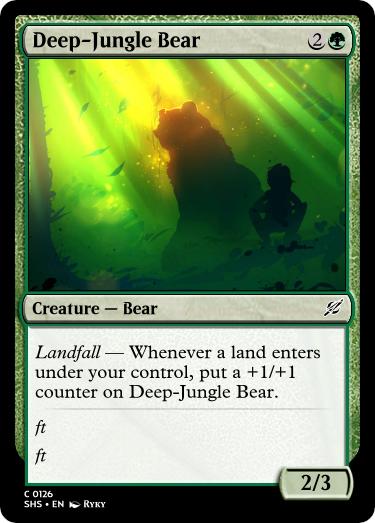 Deep-Jungle Bear 2
Creature — Bear
Landfall — Whenever a land enters
under your control, put a +1/+1
counter on Deep-Jungle Bear.
ft
ft
2/3
C 0126
SHS • EN Ryky